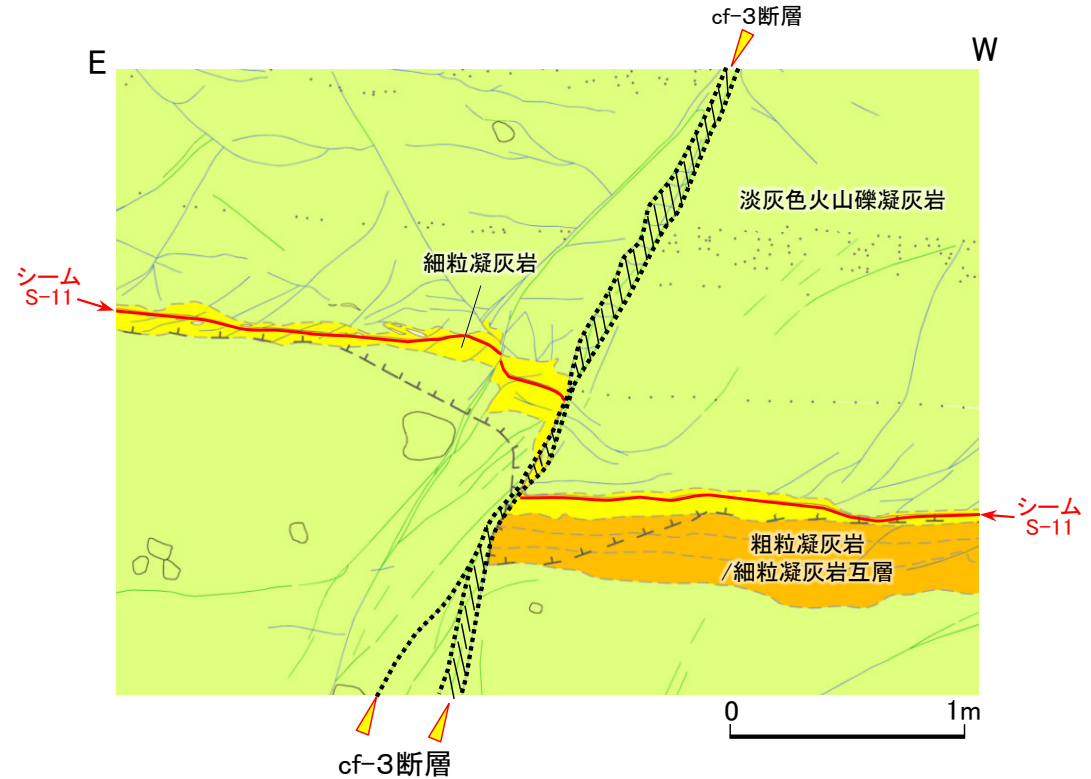 cf-3断層
E
W
淡灰色火山礫凝灰岩
細粒凝灰岩
シーム
S-11
シーム
S-11
粗粒凝灰岩
/細粒凝灰岩互層
0
1m
cf-3断層